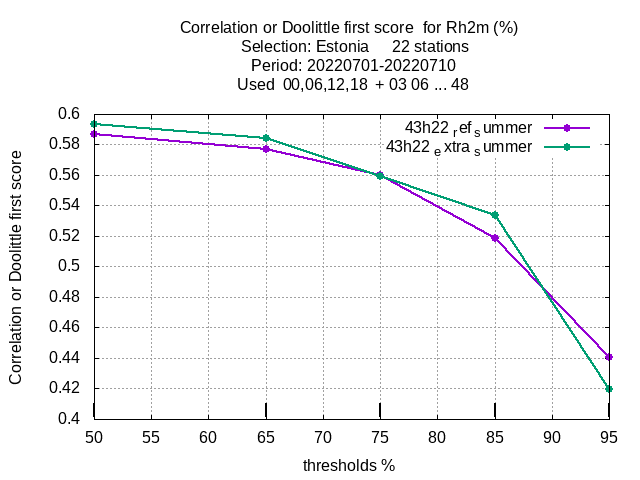 Correlation or Doolittle first score  for Rh2m (%)
Selection: Estonia     22 stations
Period: 20220701-20220710
Used  00,06,12,18  + 03 06 ... 48
43h22 ref summer
43h22 extra summer
0.6
0.58
0.56
0.54
0.52
0.5
0.48
0.46
0.44
0.42
0.4
Correlation or Doolittle first score
50 55 60 65 70 75 80 85 90 95
thresholds %